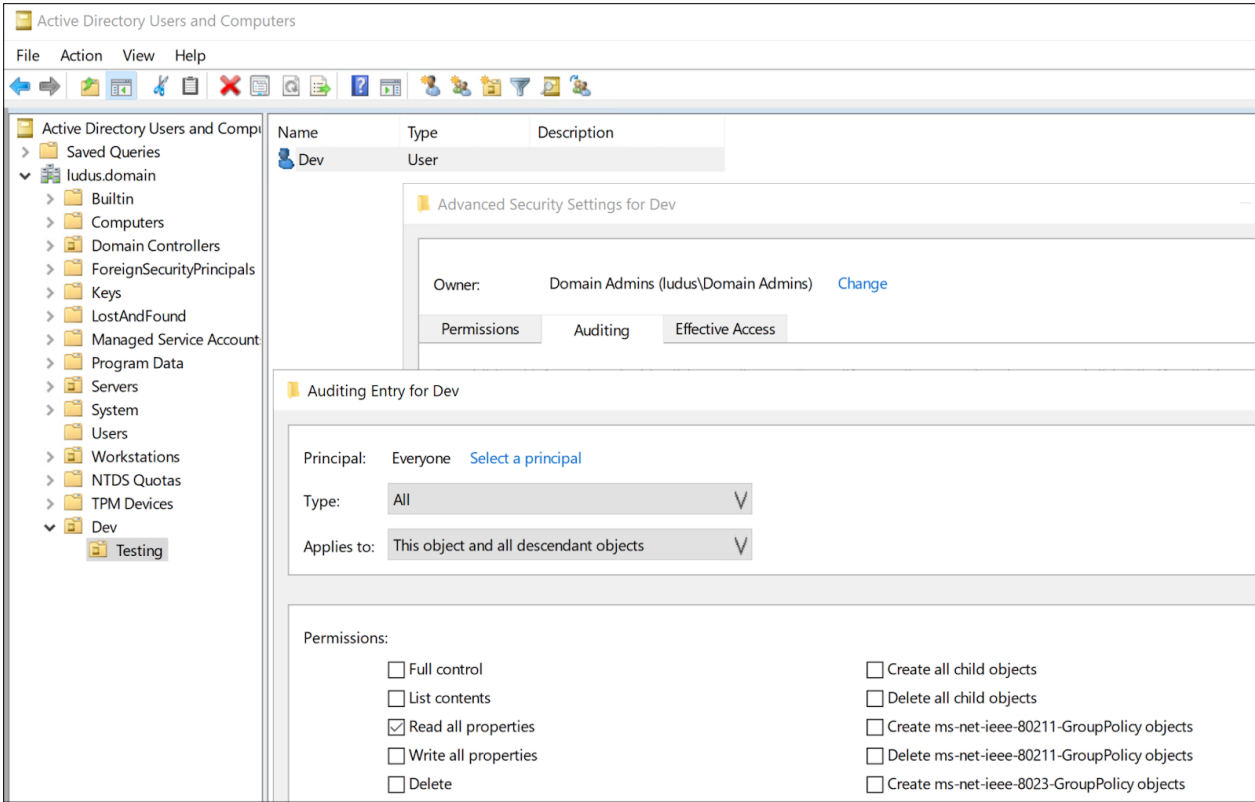 Active Directory Users and Computers
File Action View Help
Active Directory Users and Compu
Saved Queries
ludus.domain
Builtin
Computers
Domain Controllers
ForeignSecurityPrincipals
Keys
LostAndFound
Managed Service Account
Program Data
Servers
System
Users
Workstations
NTDS Quotas
TPM Devices
Dev
Testing
Name Type Description
Dev User
Advanced Security Settings for Dev
Owner: Domain Admins (ludus\Domain Admins) Change
Permissions Auditing Effective Access
Auditing Entry for Dev
Principal: Everyone Select a principal
Type: All
Applies to: This object and all descendant objects
Permissions:
Full control
List contents
Read all properties
Write all properties
Delete
Create all child objects
Delete all child objects
Create ms-net-ieee-80211-GroupPolicy objects
Delete ms-net-ieee-80211-GroupPolicy objects
Create ms-net-ieee-8023-GroupPolicy objects